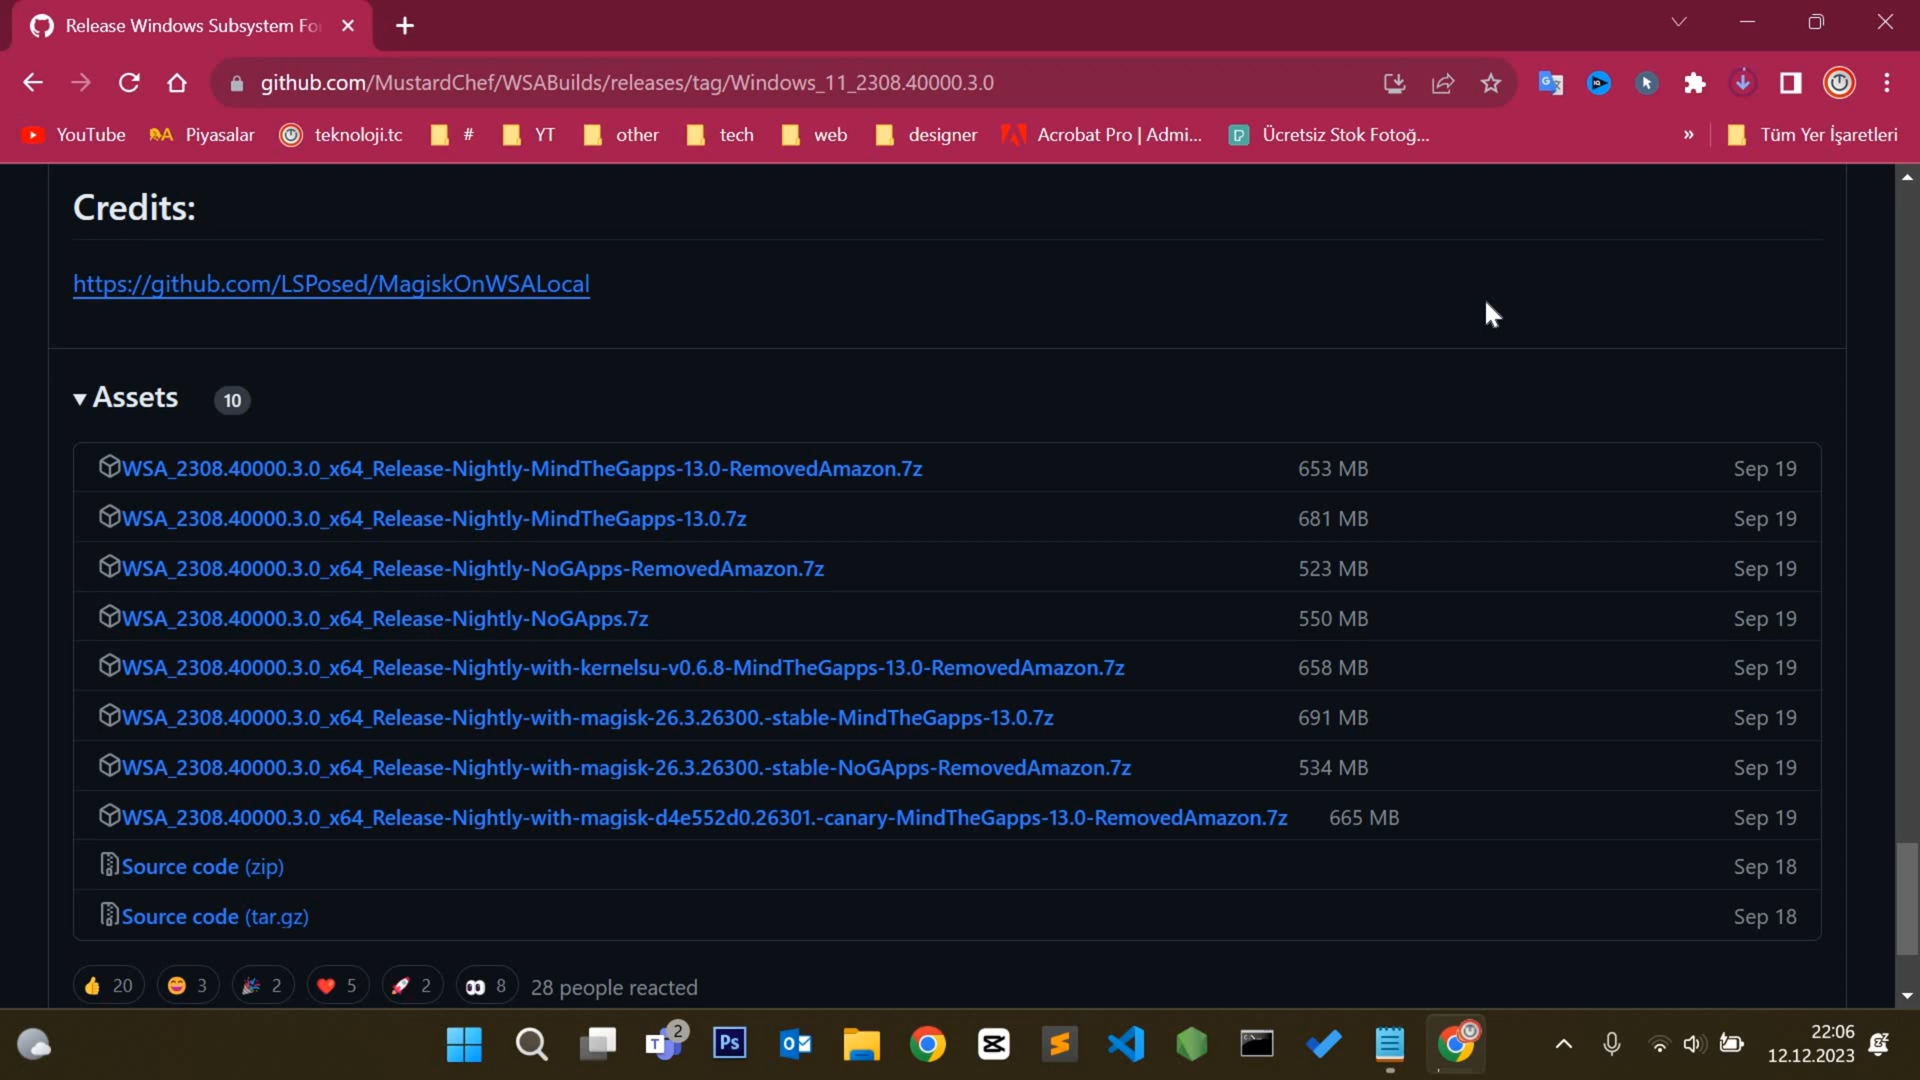 Release Windows Subsystem Fo
github.com/MustardChef/WSABuilds/releases/tag/Windows_11_2308.40000.3.0
YouTube
Piyasalar
teknoloji.tc
#
YT
other
tech
web
designer
Acrobat Pro | Admi...
Ücretsiz Stok Fotoğ...
»
Tüm Yer İşaretleri
Credits:
https://github.com/LSPosed/MagiskOnWSALocal
Assets 10
WSA_2308.40000.3.0_x64_Release-Nightly-MindTheGapps-13.0-RemovedAmazon.7z 653 MB Sep 19
WSA_2308.40000.3.0_x64_Release-Nightly-MindTheGapps-13.0.7z 681 MB Sep 19
WSA_2308.40000.3.0_x64_Release-Nightly-NoGApps-RemovedAmazon.7z 523 MB Sep 19
WSA_2308.40000.3.0_x64_Release-Nightly-NoGApps.7z 550 MB Sep 19
WSA_2308.40000.3.0_x64_Release-Nightly-with-kernelsu-v0.6.8-MindTheGapps-13.0-RemovedAmazon.7z 658 MB Sep 19
WSA_2308.40000.3.0_x64_Release-Nightly-with-magisk-26.3.26300.-stable-MindTheGapps-13.0.7z 691 MB Sep 19
WSA_2308.40000.3.0_x64_Release-Nightly-with-magisk-26.3.26300.-stable-NoGApps-RemovedAmazon.7z 534 MB Sep 19
WSA_2308.40000.3.0_x64_Release-Nightly-with-magisk-d4e552d0.26301.-canary-MindTheGapps-13.0-RemovedAmazon.7z 665 MB Sep 19
Source code (zip) Sep 18
Source code (tar.gz) Sep 18
👍 20 😄 3 🎉 2 ❤️ 5 🚀 2 👀 8 28 people reacted
2
Ps
22:06
12.12.2023